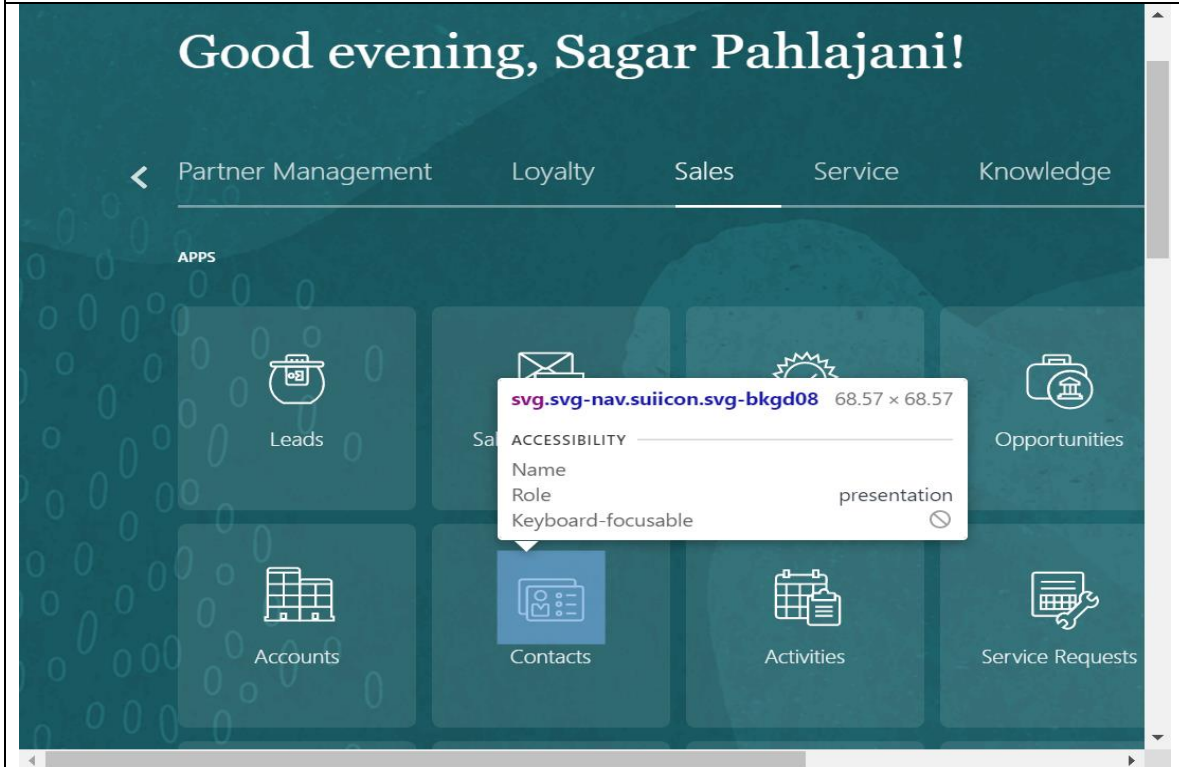 Good evening, Sagar Pahlajani!
Partner Management Loyalty Sales Service Knowledge
APPS
svg.svg-nav.suiicon.svg-bkgd08 68.57 × 68.57
Leads Sal ACCESSIBILITY Opportunities
Name
Role presentation
Keyboard-focusable
Accounts Contacts Activities Service Requests